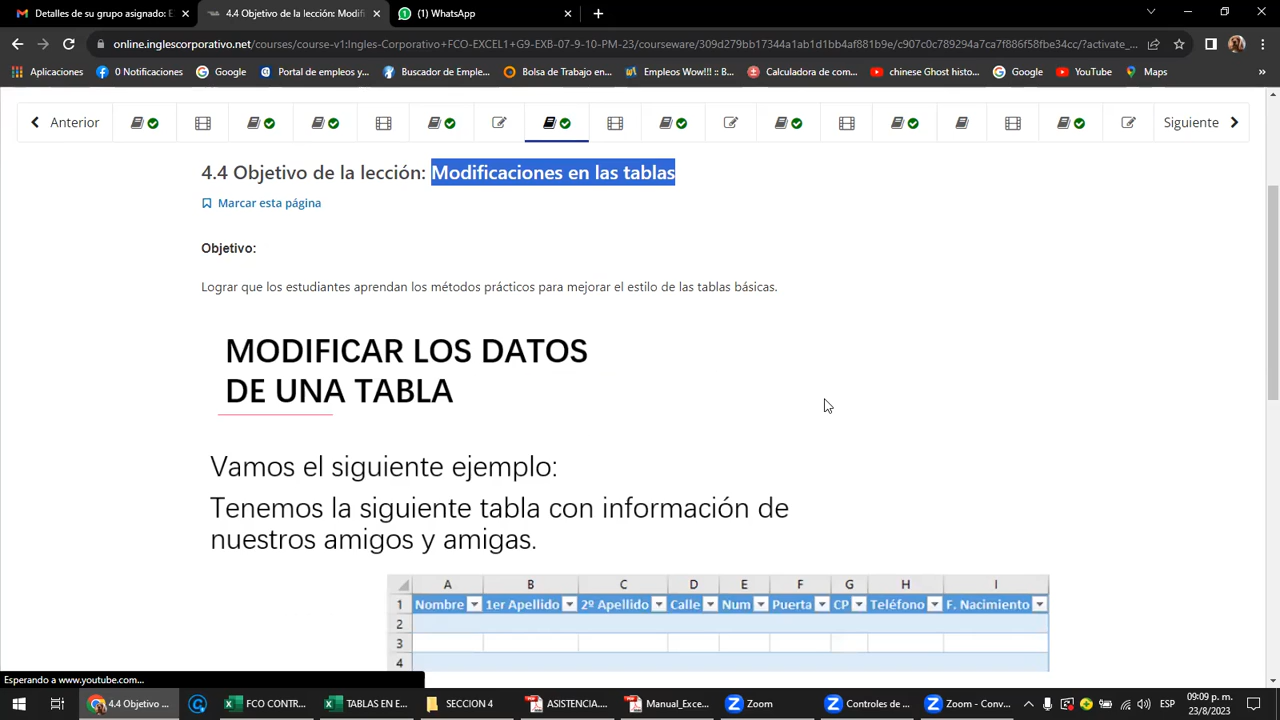 Detalles de su grupo asignado: E
4.4 Objetivo de la lección: Modifi
(1) WhatsApp
online.inglescorporativo.net/courses/course-v1:Ingles-Corporativo+FCO-EXCEL1+G9-EXB-07-9-10-PM-23/courseware/309d279bb17344a1ab1d1bb4af881b9e/c907c0c789294a7ca7f886f58fbe34cc/?activate_...
Aplicaciones
0 Notificaciones
Google
Portal de empleos y...
Buscador de Emple...
Bolsa de Trabajo en...
Empleos Wow!!! :: B...
Calculadora de com...
chinese Ghost histo...
Google
YouTube
Maps
Anterior
Siguiente
4.4 Objetivo de la lección: Modificaciones en las tablas
Marcar esta página
Objetivo:
Lograr que los estudiantes aprendan los métodos prácticos para mejorar el estilo de las tablas básicas.
MODIFICAR LOS DATOS
DE UNA TABLA
Vamos el siguiente ejemplo:
Tenemos la siguiente tabla con información de
nuestros amigos y amigas.
A B C D E F G H I
1 Nombre 1er Apellido 2º Apellido Calle Num Puerta CP Teléfono F. Nacimiento
2
3
4
Esperando a www.youtube.com...
4.4 Objetivo ...
FCO CONTR...
TABLAS EN E...
SECCION 4
ASISTENCIA....
Manual_Exce...
Zoom
Controles de ...
Zoom - Conv...
ESP
09:09 p. m.
23/8/2023